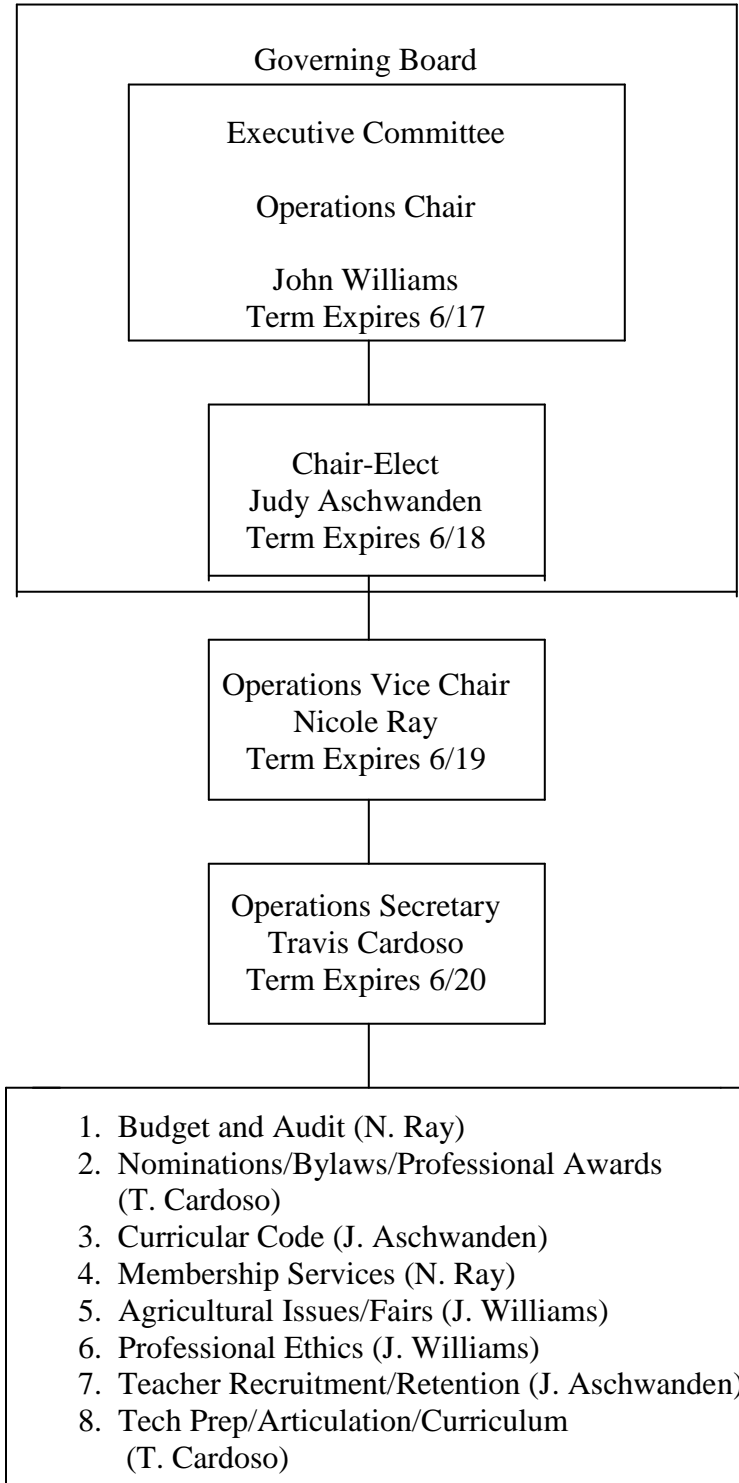 Governing Board
Executive Committee
Operations Chair
John Williams
Term Expires 6/17
Chair-Elect
Judy Aschwanden
Term Expires 6/18
Operations Vice Chair
Nicole Ray
Term Expires 6/19
Operations Secretary
Travis Cardoso
Term Expires 6/20
1. Budget and Audit (N. Ray)
2. Nominations/Bylaws/Professional Awards
(T. Cardoso)
3. Curricular Code (J. Aschwanden)
4. Membership Services (N. Ray)
5. Agricultural Issues/Fairs (J. Williams)
6. Professional Ethics (J. Williams)
7. Teacher Recruitment/Retention (J. Aschwanden)
8. Tech Prep/Articulation/Curriculum
(T. Cardoso)